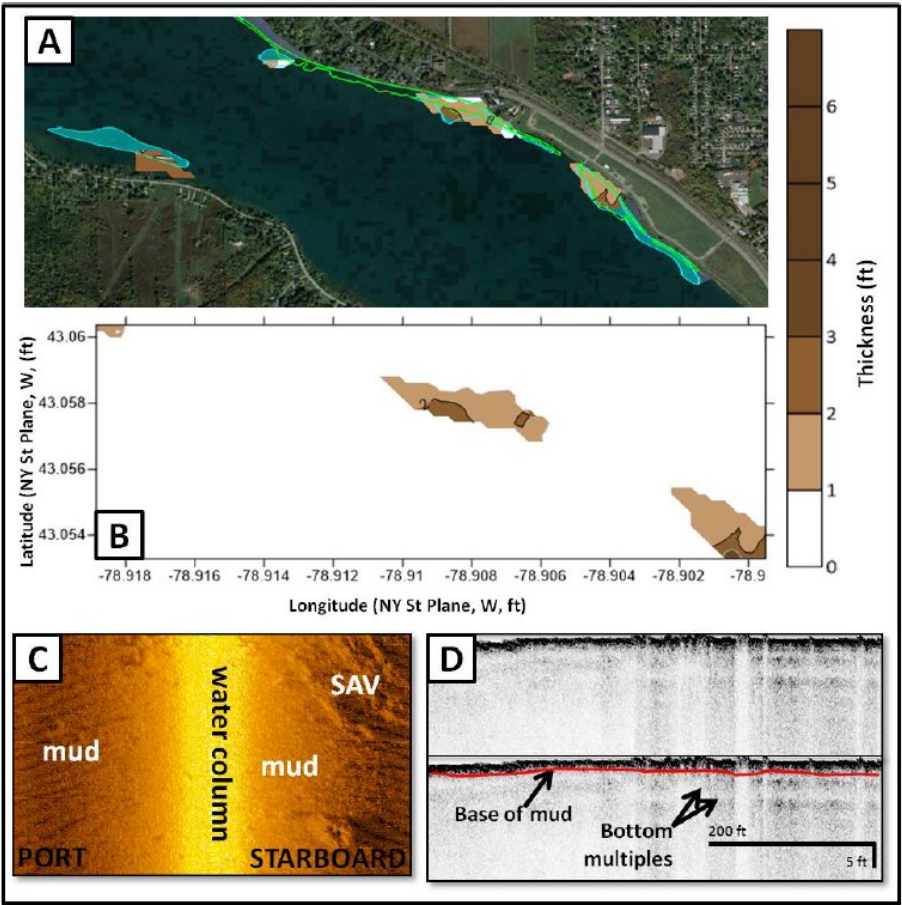 A
6
5
4
3
2
1
0
Thickness (ft)
Latitude (NY St Plane, W, (ft)
43.06
43.058
43.056
43.054
2
B
-78.918 -78.916 -78.914 -78.912 -78.91 -78.908 -78.906 -78.904 -78.902 -78.9
Longitude (NY St Plane, W, ft)
C
water column
SAV
mud
mud
PORT
STARBOARD
D
Base of mud
Bottom
multiples
200 ft
5 ft